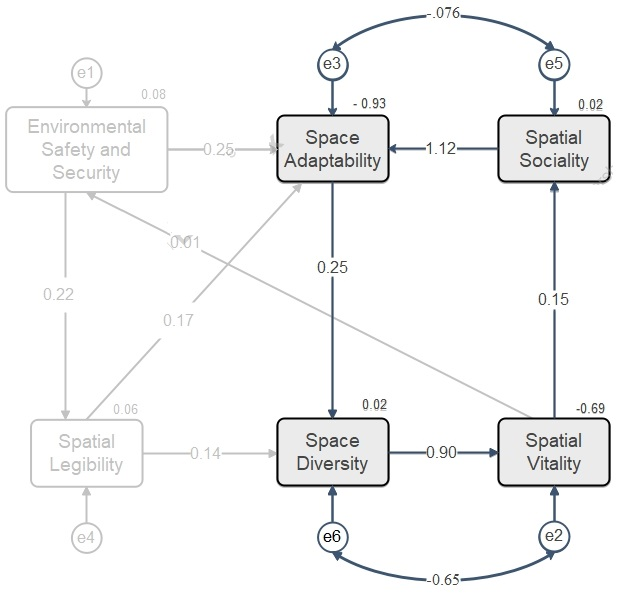 -.076
e1
e3
e5
0.08
- 0.93
0.02
Environmental
Safety and
Security
0.25
Space
Adaptability
1.12
Spatial
Sociality
0.01
0.22
0.25
0.15
0.17
0.06
0.02
-0.69
Spatial
Legibility
0.14
Space
Diversity
0.90
Spatial
Vitality
e4
e6
e2
-0.65